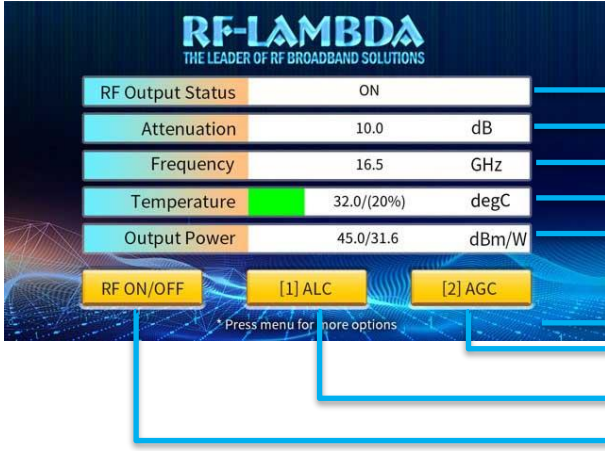 RF-LAMBDA
THE LEADER OF RF BROADBAND SOLUTIONS
RF Output Status ON
Attenuation 10.0 dB
Frequency 16.5 GHz
Temperature 32.0/(20%) degC
Output Power 45.0/31.6 dBm/W
RF ON/OFF [1] ALC [2] AGC
* Press menu for more options